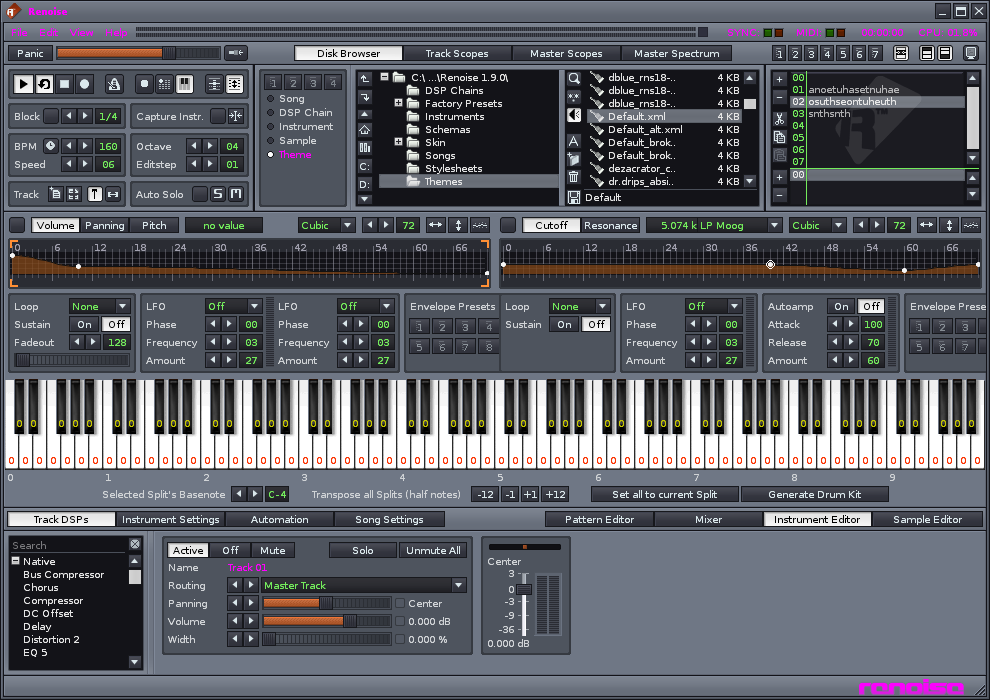 Renoise
File Edit View Help
Panic Disk Browser Track Scopes Master Scopes Master Spectrum 1 2 3 4 5 6 7
Block 1/4 Capture Instr.
BPM 160 Octave 04
Speed 06 Editstep 01
Track Auto Solo S M
1 2 3 4
Song
DSP Chain
Instrument
Sample
Theme
C:
D:
C:\ ...\Renoise 1.9.0\
DSP Chains
Factory Presets
Instruments
Schemas
Skin
Songs
Stylesheets
Themes
dblue_rns18-.. 4 KB
dblue_rns18-.. 4 KB
dblue_rns18-.. 4 KB
Default.xml 4 KB
Default_alt.xml 4 KB
Default_brok.. 4 KB
Default_brok.. 4 KB
dezacrator_c.. 4 KB
dr.drips_absi.. 4 KB
Default
00
01 anoetuhasetnuhae
02 osuthseontuheuth
03 snthsnth
04
05
06
07
00
Volume Panning Pitch no value Cubic 72 Cutoff Resonance 5.074 k LP Moog Cubic 72
0 6 12 18 24 30 36 42 48 54 60 66
0 6 12 18 24 30 36 42 48 54 60 66
Loop None
Sustain On Off
Fadeout 128
LFO Off
Phase 00
Frequency 03
Amount 27
LFO Off
Phase 00
Frequency 03
Amount 27
Envelope Presets
1 2 3 4
5 6 7 8
Loop None
Sustain On Off
LFO Off
Phase 00
Frequency 03
Amount 27
Autoamp On Off
Attack 100
Release 70
Amount 60
Envelope Prese
1 2 3
5 6 7
0 1 2 3 4 5 6 7 8 9
Selected Split's Basenote C-4 Transpose all Splits (half notes) -12 -1 +1 +12 Set all to current Split Generate Drum Kit
Track DSPs Instrument Settings Automation Song Settings Pattern Editor Mixer Instrument Editor Sample Editor
Search
Native
Bus Compressor
Chorus
Compressor
DC Offset
Delay
Distortion 2
EQ 5
Active Off Mute Solo Unmute All
Name Track 01
Routing Master Track
Panning Center
Volume 0.000 dB
Width 0.000 %
Center
3
0
-3
-9
-36
0.000 dB
renoise